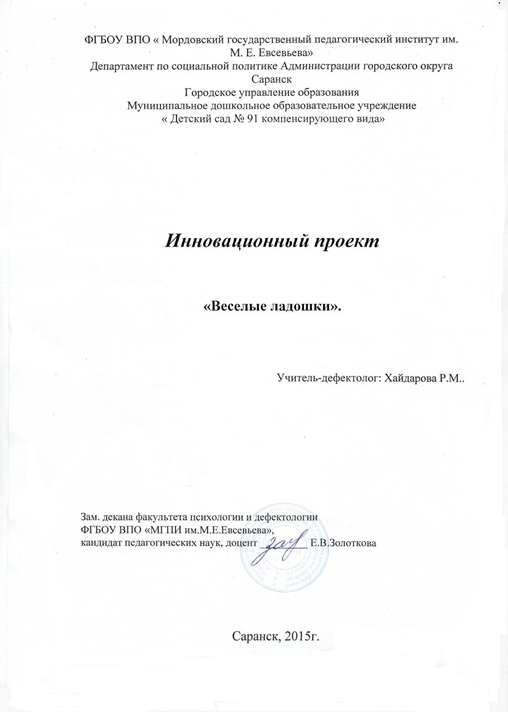 ФГБОУ ВПО « Мордовский государственный педагогический институт им.
М. Е. Евсевьева»
Департамент по социальной политике Администрации городского округа
Саранск
Городское управление образования
Муниципальное дошкольное образовательное учреждение
« Детский сад № 91 компенсирующего вида»
Инновационный проект
«Веселые ладошки».
Учитель-дефектолог: Хайдарова Р.М..
Зам. декана факультета психологии и дефектологии
ФГБОУ ВПО «МГПИ им.М.Е.Евсевьева»,
кандидат педагогических наук, доцент __________ Е.В.Золоткова
Саранск, 2015г.